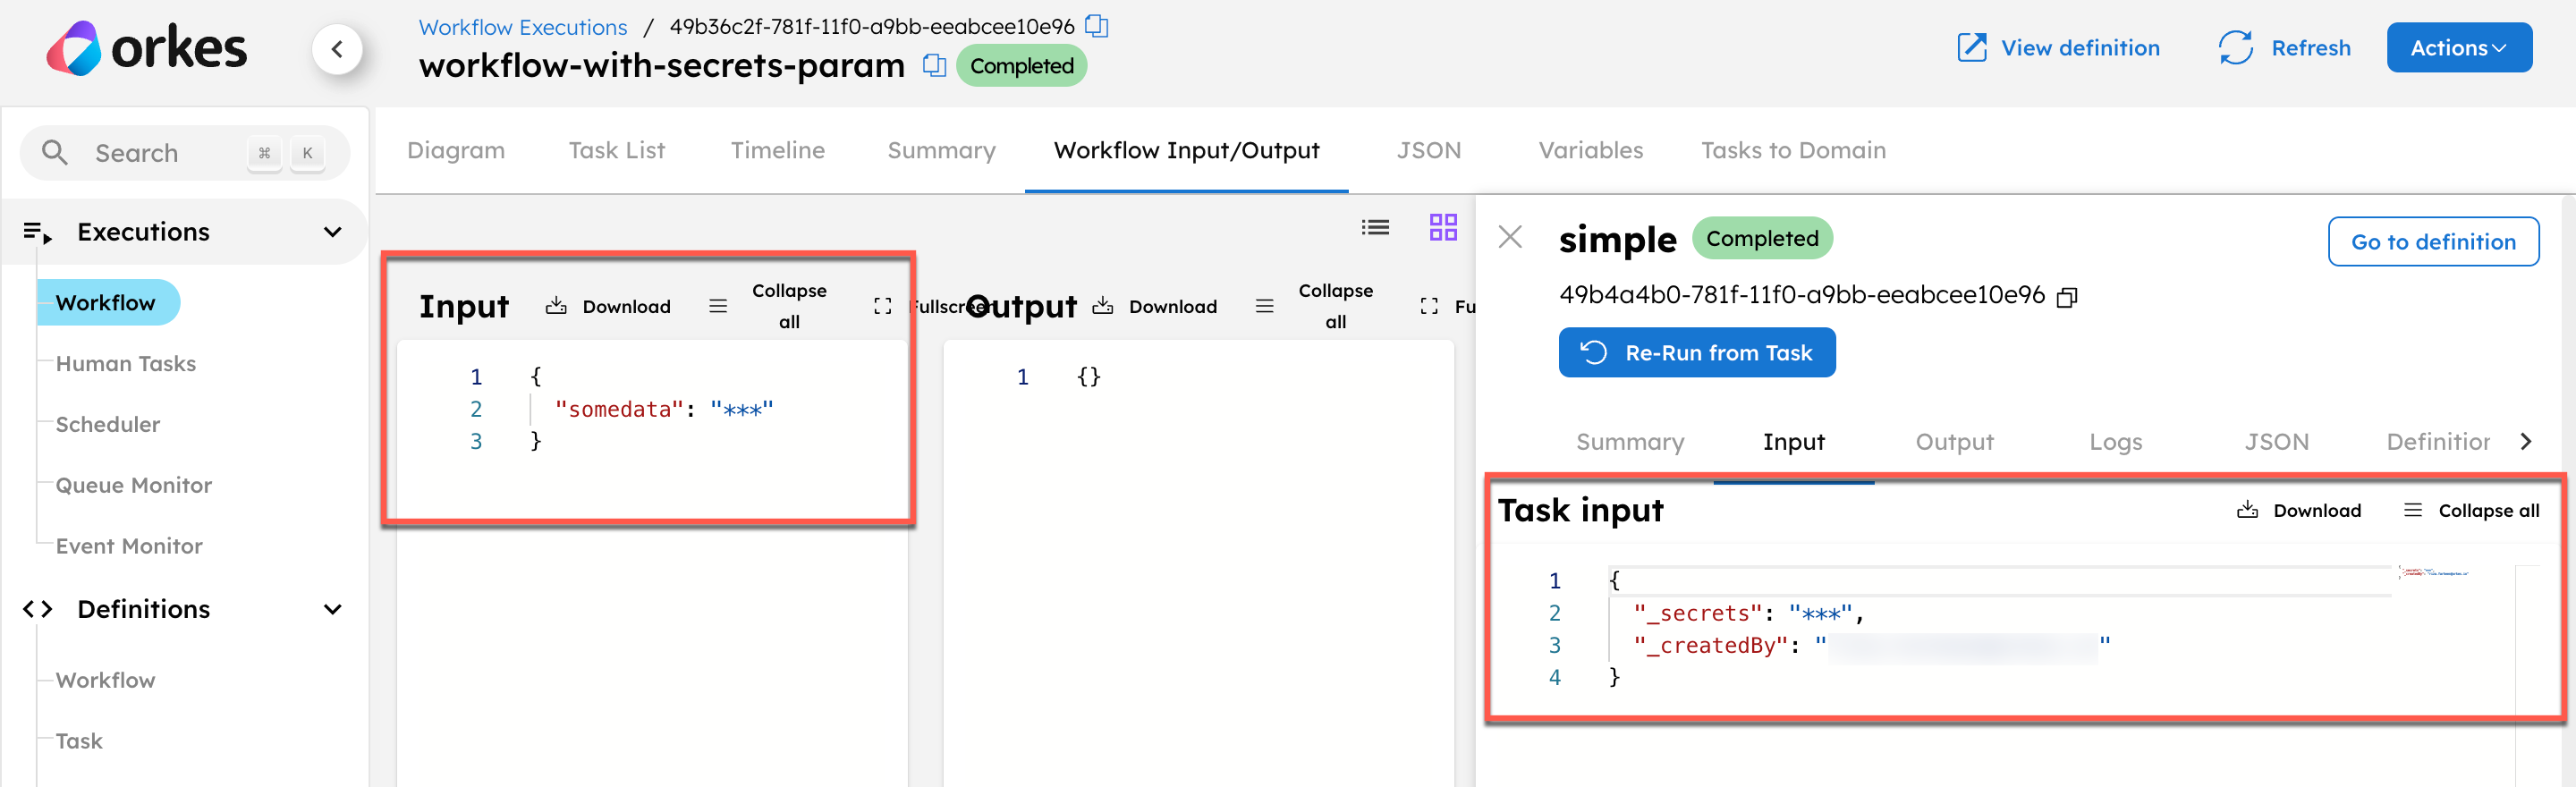 orkes
Workflow Executions / 49b36c2f-781f-11f0-a9bb-eeabcee10e96
workflow-with-secrets-param Completed
View definition
Refresh
Actions
Search ⌘ K
Executions
Workflow
Human Tasks
Scheduler
Queue Monitor
Event Monitor
Definitions
Workflow
Task
Diagram Task List Timeline Summary Workflow Input/Output JSON Variables Tasks to Domain
Input Download Collapse all Fullscreen
1 {
2 "somedata": "***"
3 }
Output Download Collapse all Fu
1 {}
simple Completed
Go to definition
49b4a4b0-781f-11f0-a9bb-eeabcee10e96
Re-Run from Task
Summary Input Output Logs JSON Definition
Task input Download Collapse all
1 {
2 "_secrets": "***",
3 "_createdBy": " "
4 }